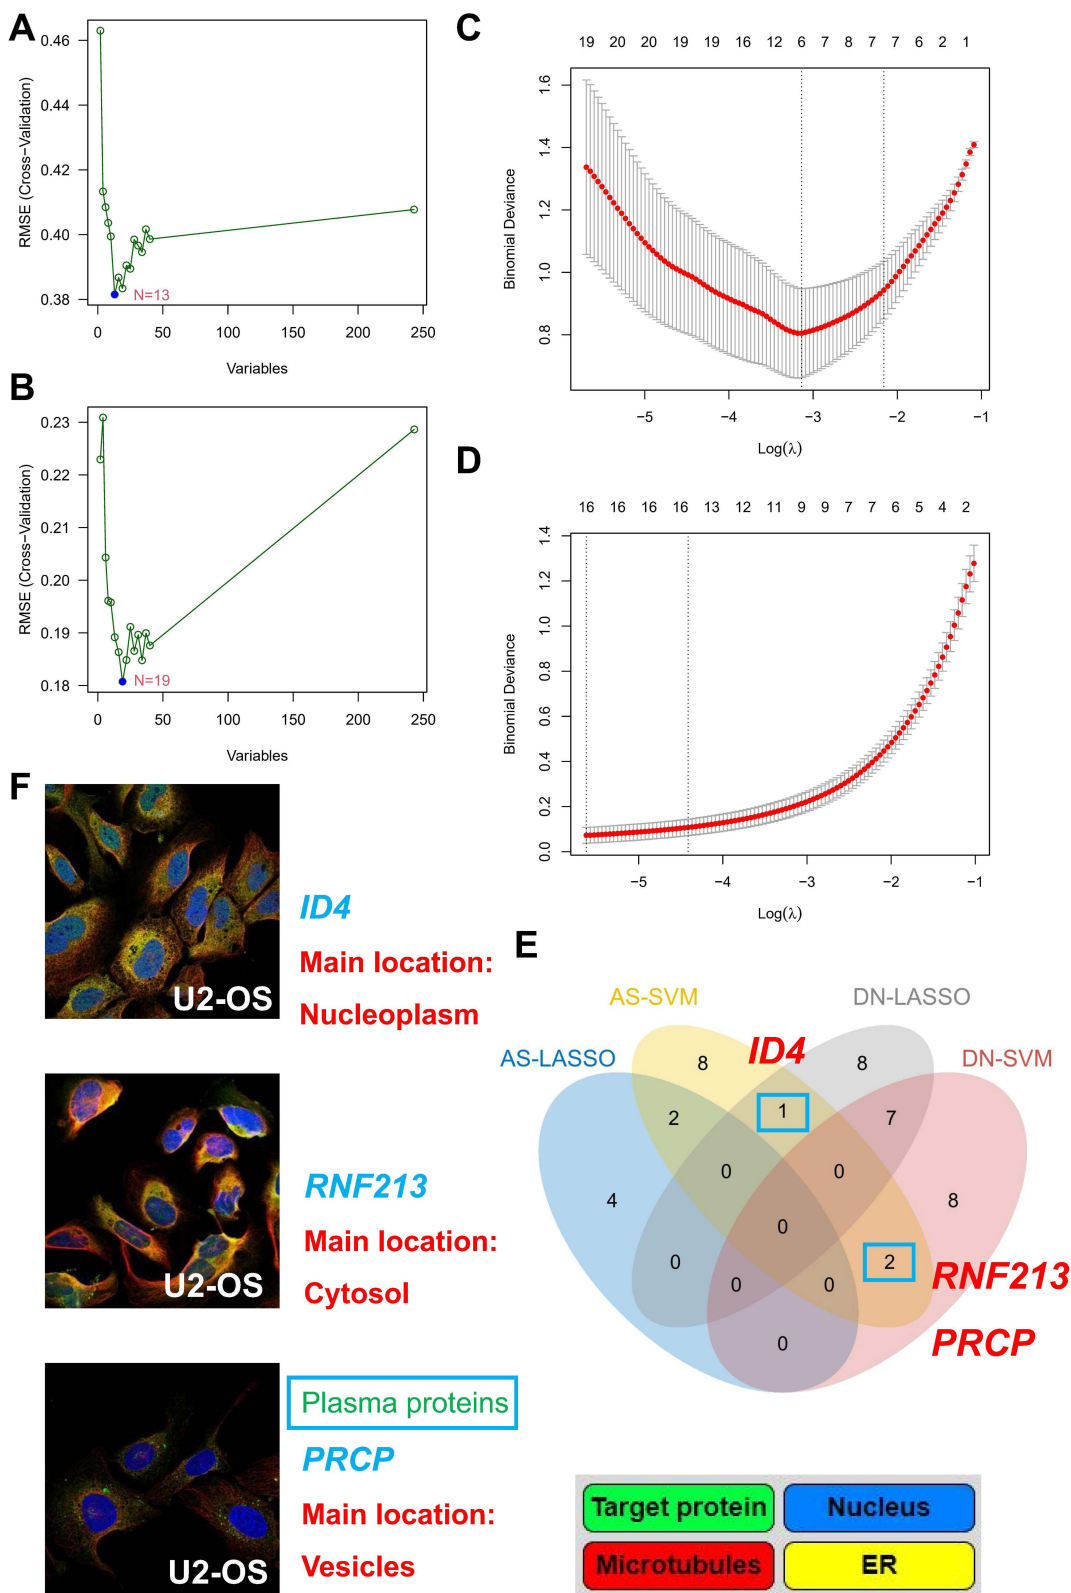 A
RMSE (Cross−Validation)
0.46
0.44
0.42
0.40
0.38
N=13
0
50
100
150
200
250
Variables
B
RMSE (Cross−Validation)
0.23
0.22
0.21
0.20
0.19
0.18
N=19
0
50
100
150
200
250
Variables
C
19 20 20 19 19 16 12 6 7 8 7 7 6 2 1
Binomial Deviance
1.6
1.4
1.2
1.0
0.8
−5 −4 −3 −2 −1
Log(λ)
D
16 16 16 16 13 12 11 9 9 7 7 6 5 4 2
Binomial Deviance
1.4
1.2
1.0
0.8
0.6
0.4
0.2
0.0
−5 −4 −3 −2 −1
Log(λ)
F
U2-OS
ID4
Main location:
Nucleoplasm
U2-OS
RNF213
Main location:
Cytosol
U2-OS
Plasma proteins
PRCP
Main location:
Vesicles
E
AS-SVM
DN-LASSO
AS-LASSO
ID4
DN-SVM
8
8
2
1
7
0
0
4
8
0
0
2
0
0
RNF213
0
PRCP
Target protein
Nucleus
Microtubules
ER